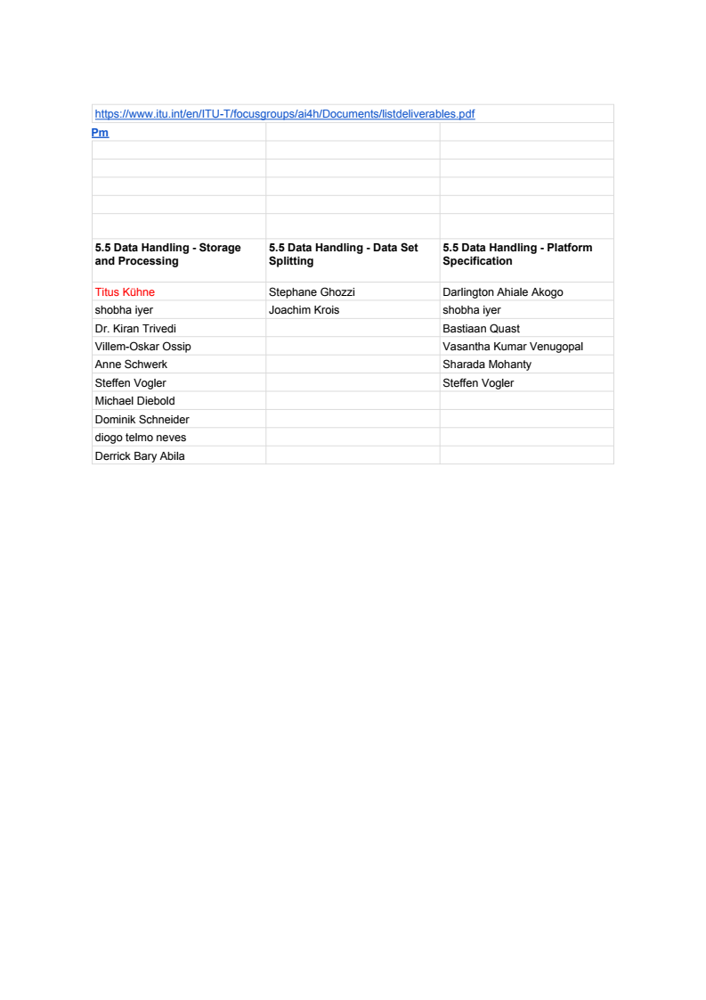 https://www.itu.int/en/ITU-T/focusgroups/ai4h/Documents/listdeliverables.pdf
Pm
5.5 Data Handling - Storage and Processing 5.5 Data Handling - Data Set Splitting 5.5 Data Handling - Platform Specification
Titus Kühne Stephane Ghozzi Darlington Ahiale Akogo
shobha iyer Joachim Krois shobha iyer
Dr. Kiran Trivedi Bastiaan Quast
Villem-Oskar Ossip Vasantha Kumar Venugopal
Anne Schwerk Sharada Mohanty
Steffen Vogler Steffen Vogler
Michael Diebold
Dominik Schneider
diogo telmo neves
Derrick Bary Abila